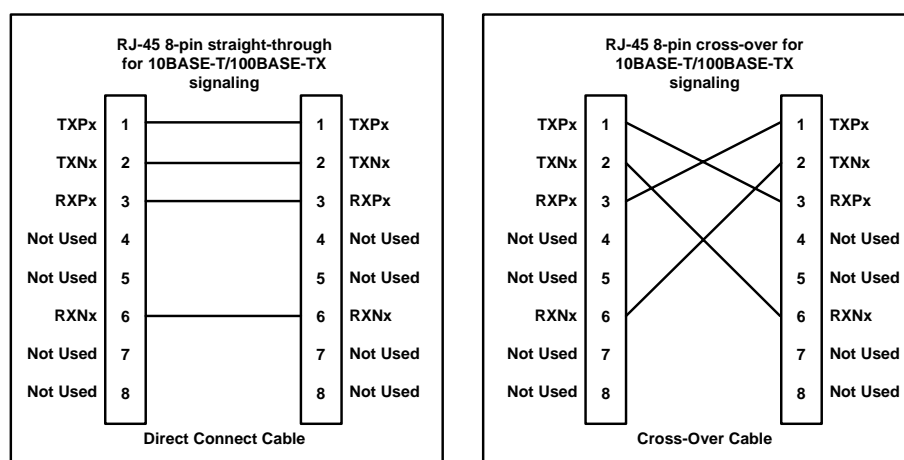 RJ-45 8-pin straight-through
for 10BASE-T/100BASE-TX
signaling
TXPx 1 1 TXPx
TXNx 2 2 TXNx
RXPx 3 3 RXPx
Not Used 4 4 Not Used
Not Used 5 5 Not Used
RXNx 6 6 RXNx
Not Used 7 7 Not Used
Not Used 8 8 Not Used
Direct Connect Cable
RJ-45 8-pin cross-over for
10BASE-T/100BASE-TX
signaling
TXPx 1 1 TXPx
TXNx 2 2 TXNx
RXPx 3 3 RXPx
Not Used 4 4 Not Used
Not Used 5 5 Not Used
RXNx 6 6 RXNx
Not Used 7 7 Not Used
Not Used 8 8 Not Used
Cross-Over Cable